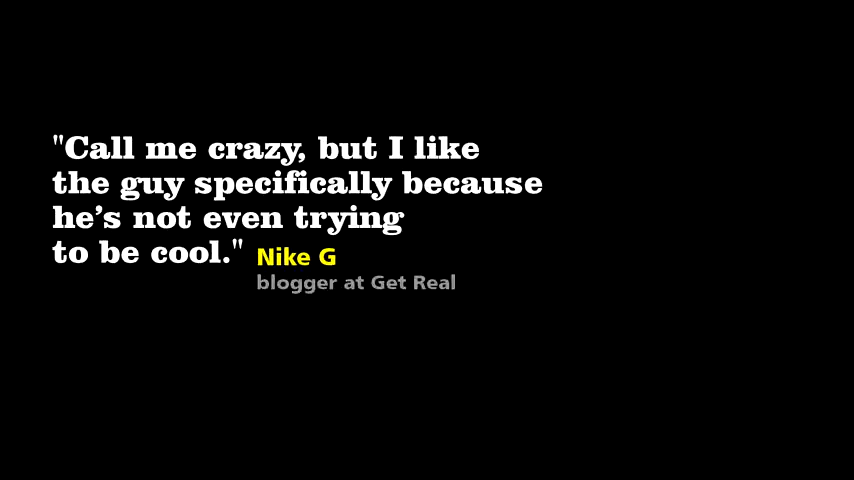 "Call me crazy, but I like
the guy specifically because
he’s not even trying
to be cool." Nike G
blogger at Get Real